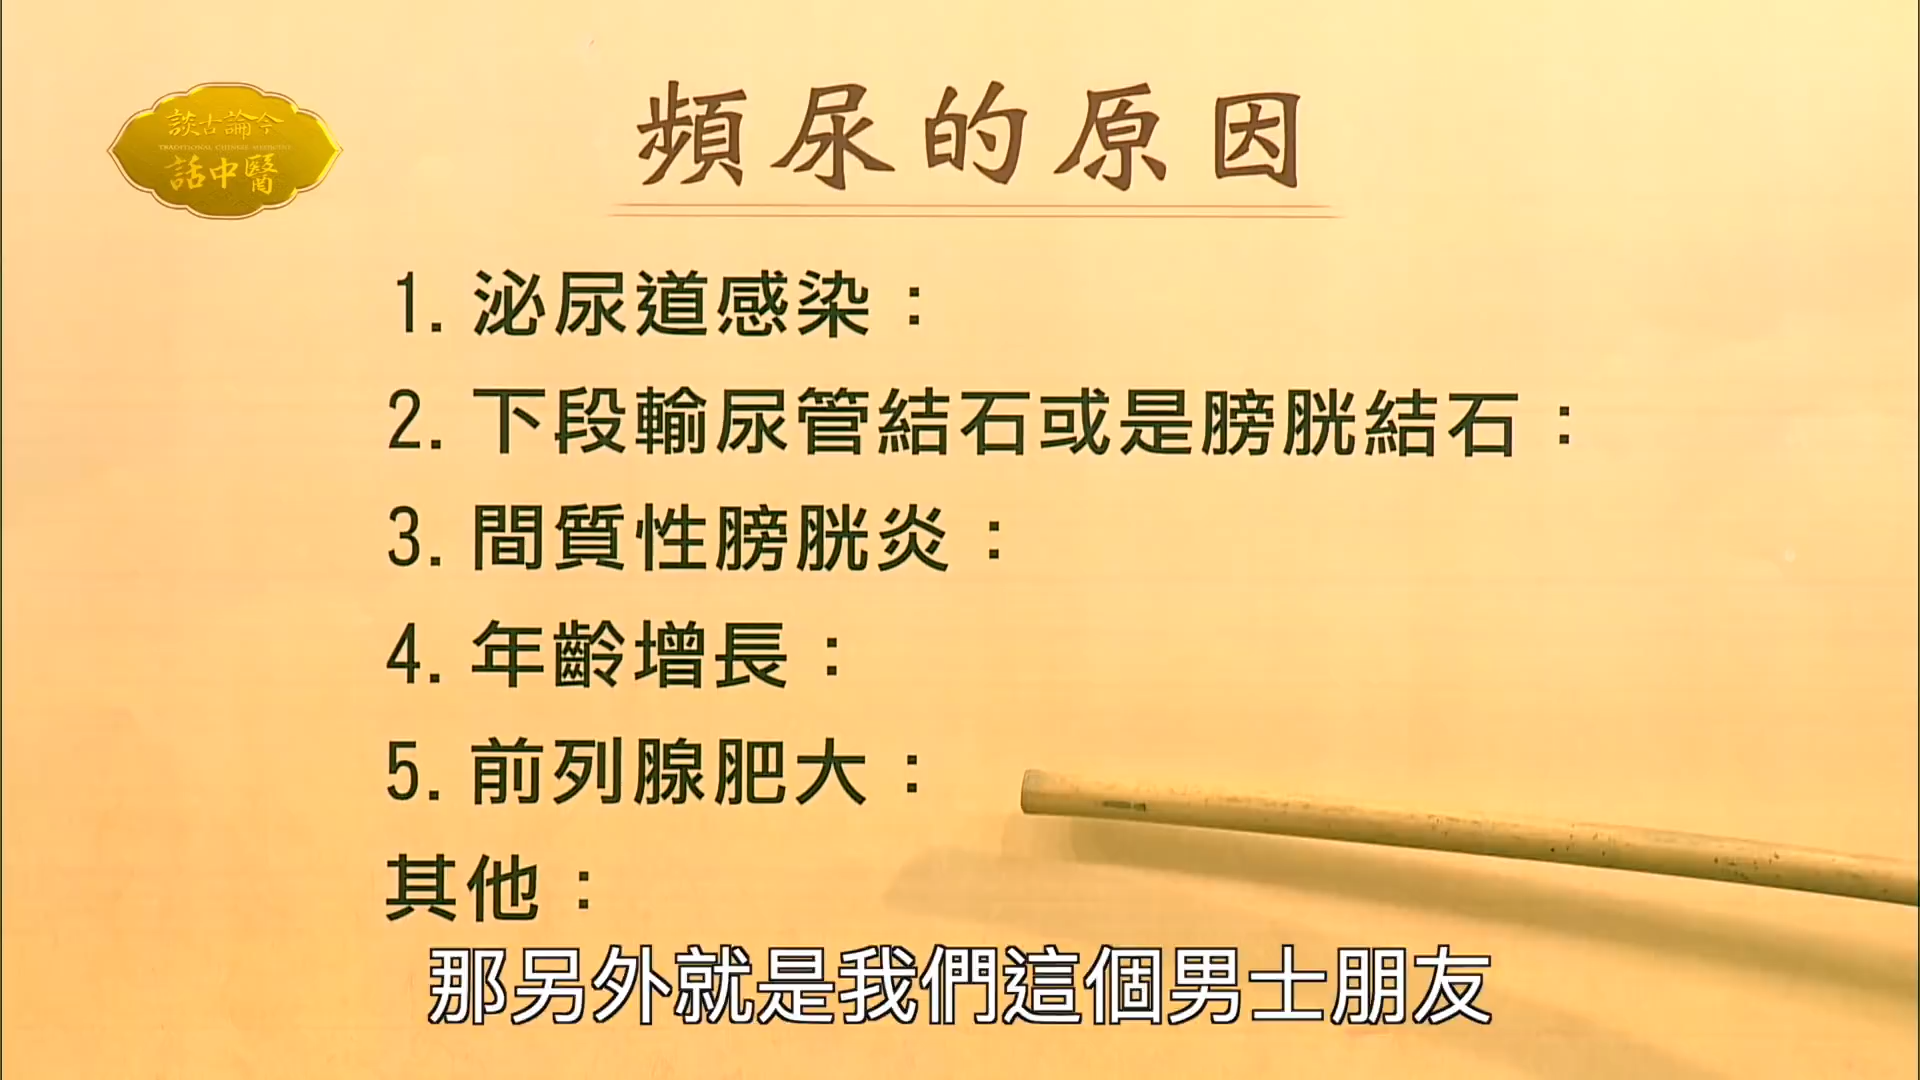 談古論今
TRADITIONAL CHINESE MEDICINE
話中醫
頻尿的原因
1. 泌尿道感染：
2. 下段輸尿管結石或是膀胱結石：
3. 間質性膀胱炎：
4. 年齡增長：
5. 前列腺肥大：
其他：
那另外就是我們這個男士朋友